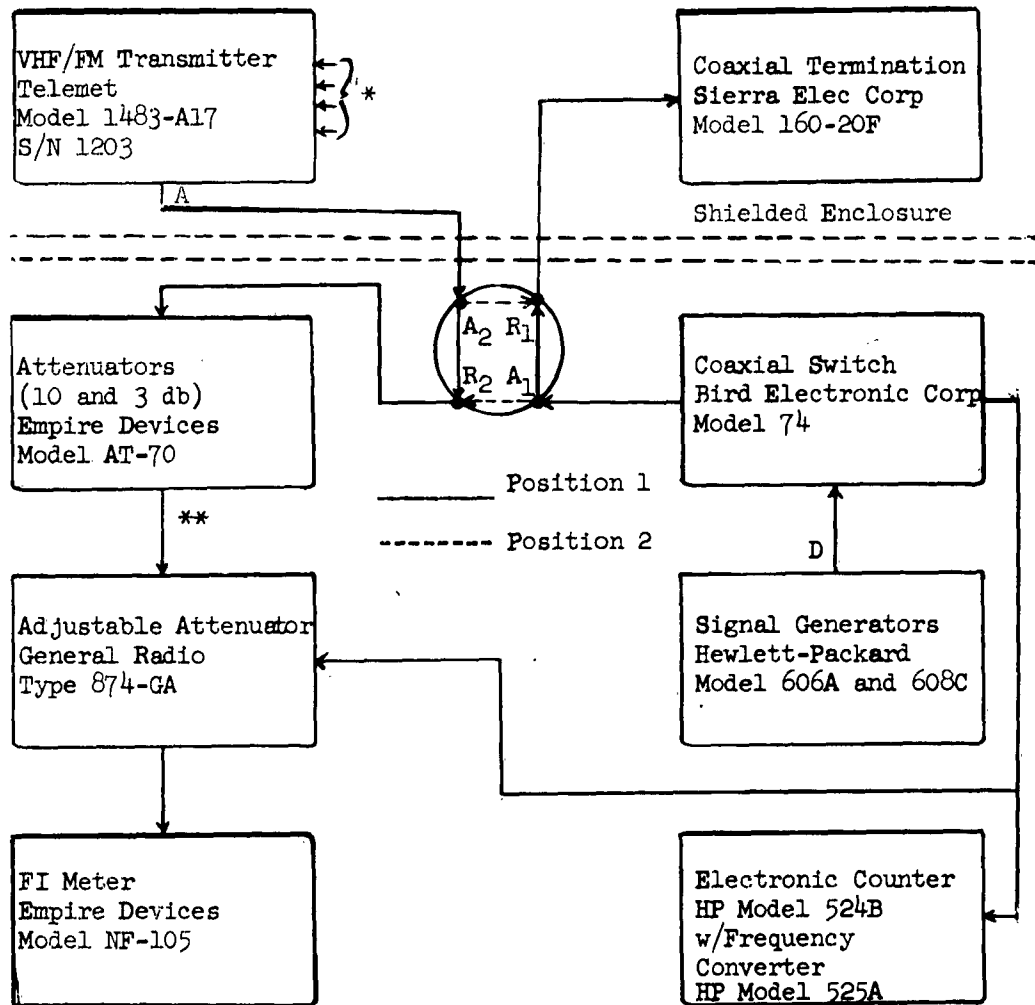 VHF/FM Transmitter
Telemet
Model 1483-A17
S/N 1203
*
A
Coaxial Termination
Sierra Elec Corp
Model 160-20F
Shielded Enclosure
A2 R1
R2 A1
Attenuators
(10 and 3 db)
Empire Devices
Model AT-70
**
Coaxial Switch
Bird Electronic Corp
Model 74
Position 1
Position 2
D
Adjustable Attenuator
General Radio
Type 874-GA
Signal Generators
Hewlett-Packard
Model 606A and 608C
FI Meter
Empire Devices
Model NF-105
Electronic Counter
HP Model 524B
w/Frequency
Converter
HP Model 525A